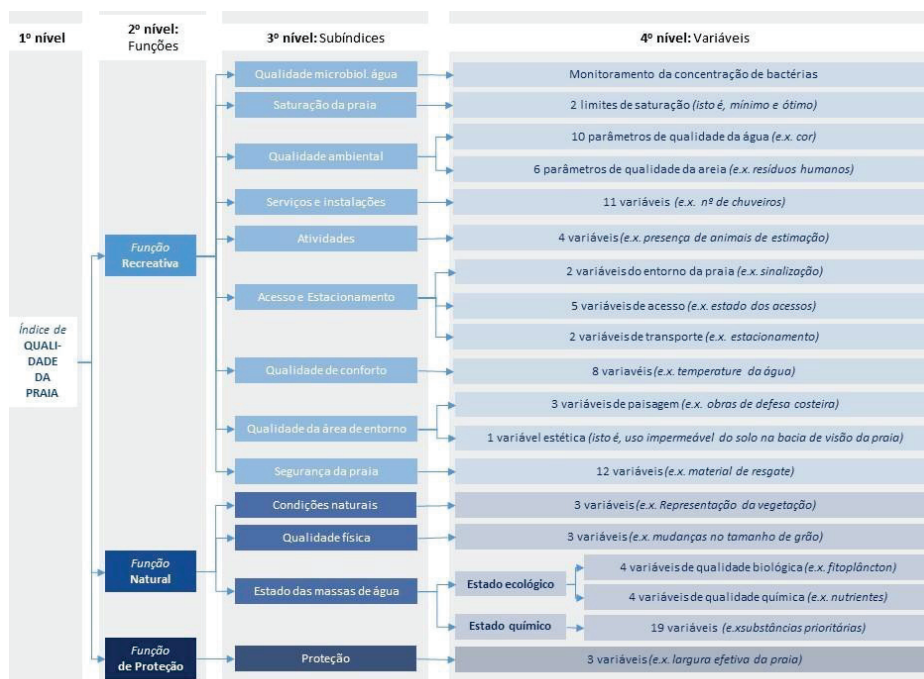 1º nível
2º nível:
Funções
3º nível: Subíndices
4º nível: Variáveis
Índice de
QUALI-
DADE
DA
PRAIA
Função
Recreativa
Qualidade microbiol. água
Monitoramento da concentração de bactérias
Saturação da praia
2 limites de saturação (isto é, mínimo e ótimo)
Qualidade ambiental
10 parâmetros de qualidade da água (e.x. cor)
6 parâmetros de qualidade da areia (e.x. resíduos humanos)
Serviços e instalações
11 variáveis (e.x. nº de chuveiros)
Atividades
4 variáveis (e.x. presença de animais de estimação)
Acesso e Estacionamento
2 variáveis do entorno da praia (e.x. sinalização)
5 variáveis de acesso (e.x. estado dos acessos)
2 variáveis de transporte (e.x. estacionamento)
Qualidade de conforto
8 variavéis (e.x. temperature da água)
Qualidade da área de entorno
3 variáveis de paisagem (e.x. obras de defesa costeira)
1 variável estética (isto é, uso impermeável do solo na bacia de visão da praia)
Segurança da praia
12 variáveis (e.x. material de resgate)
Função
Natural
Condições naturais
3 variáveis (e.x. Representação da vegetação)
Qualidade física
3 variáveis (e.x. mudanças no tamanho de grão)
Estado das massas de água
Estado ecológico
4 variáveis de qualidade biológica (e.x. fitoplâncton)
4 variáveis de qualidade química (e.x. nutrientes)
Estado químico
19 variáveis (e.xsubstâncias prioritárias)
Função
de Proteção
Proteção
3 variáveis (e.x. largura efetiva da praia)